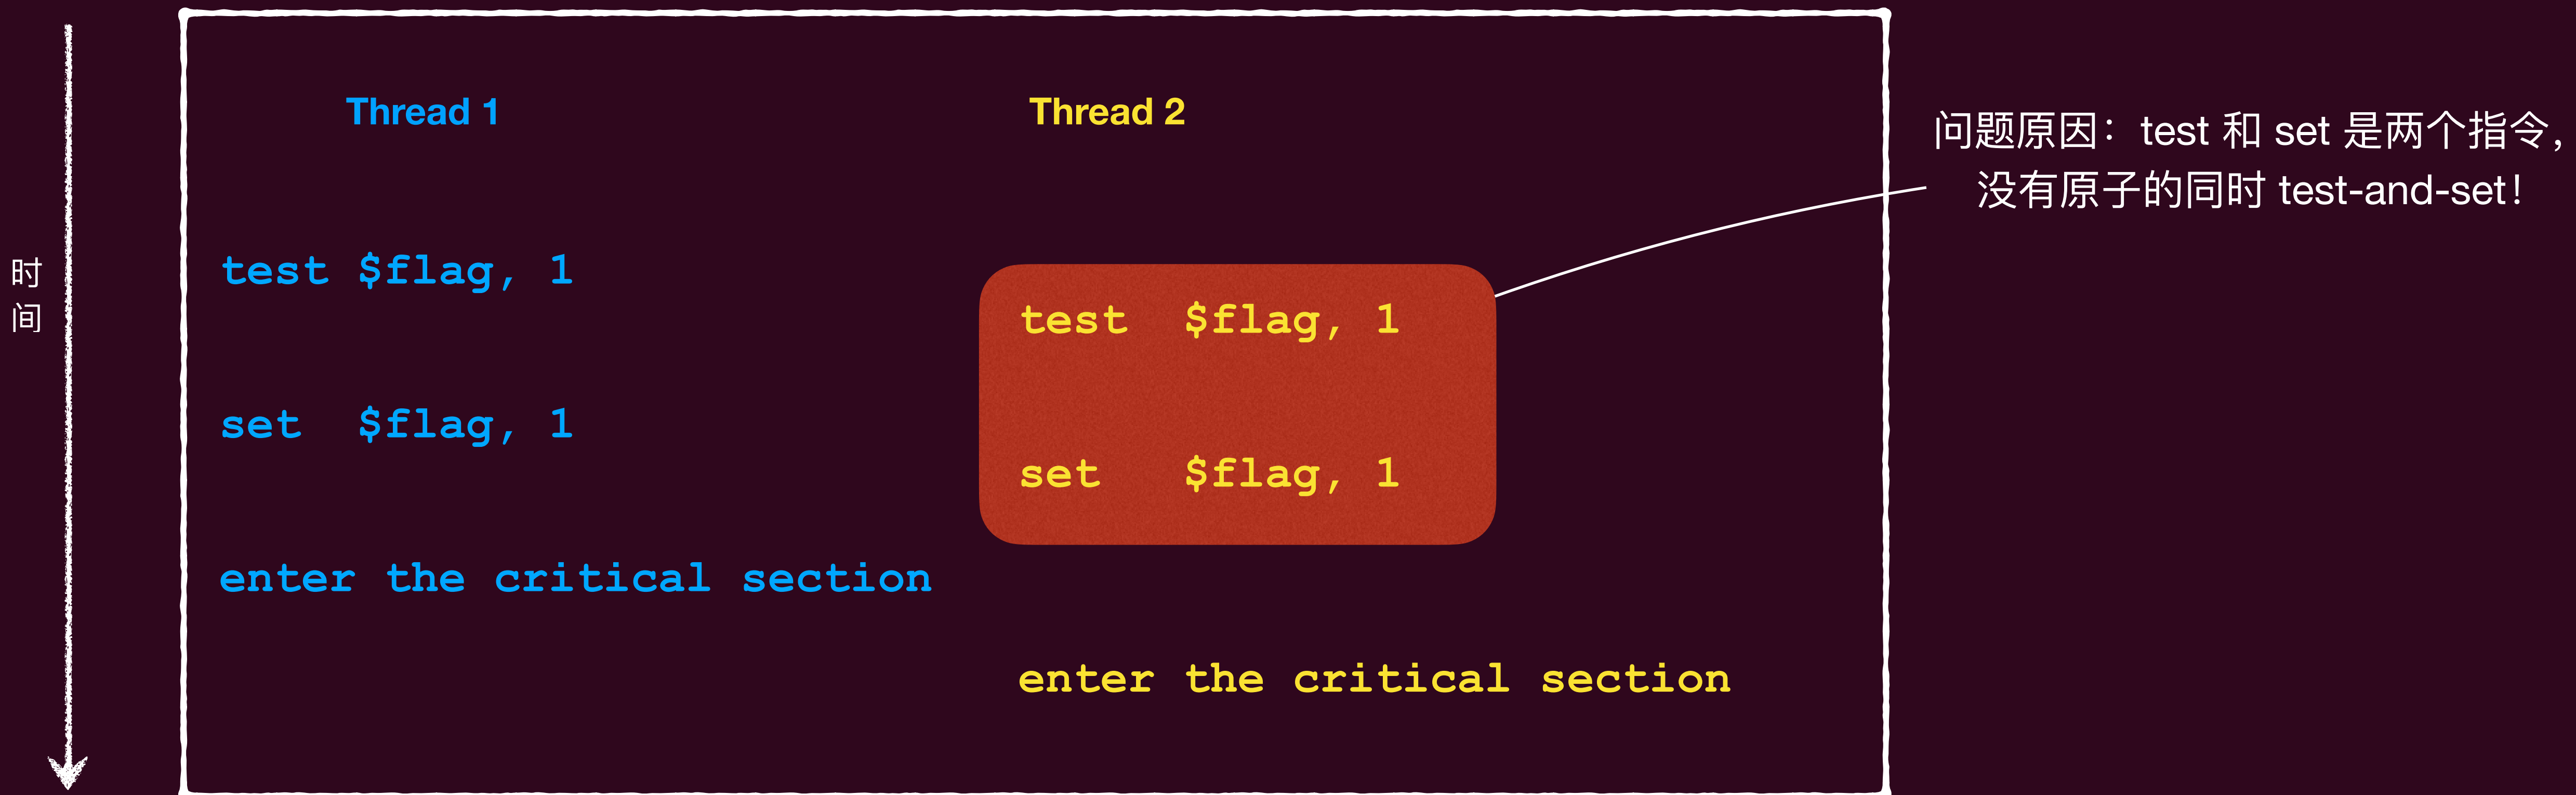 Thread 1
Thread 2
问题原因：test 和 set 是两个指令，
没有原子的同时 test-and-set！
时
间
test $flag, 1
test  $flag, 1
set  $flag, 1
set   $flag, 1
enter the critical section
enter the critical section